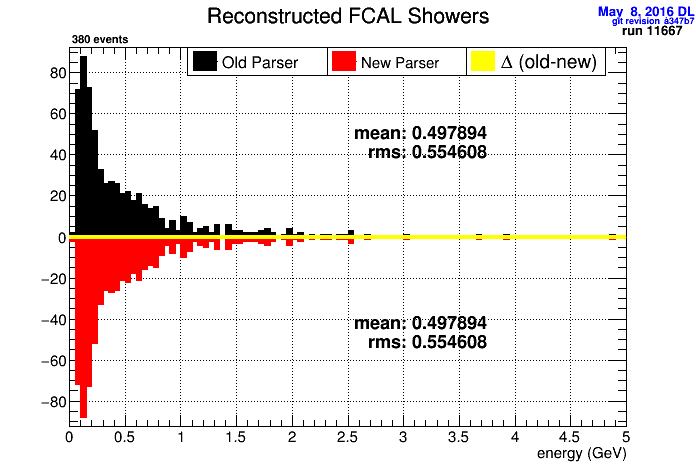 Reconstructed FCAL Showers
May 8, 2016 DL
git revision a347b7
run 11667
380 events
Old Parser
New Parser
Δ (old-new)
mean: 0.497894
rms: 0.554608
mean: 0.497894
rms: 0.554608
80
60
40
20
0
−20
−40
−60
−80
0 0.5 1 1.5 2 2.5 3 3.5 4 4.5 5
energy (GeV)